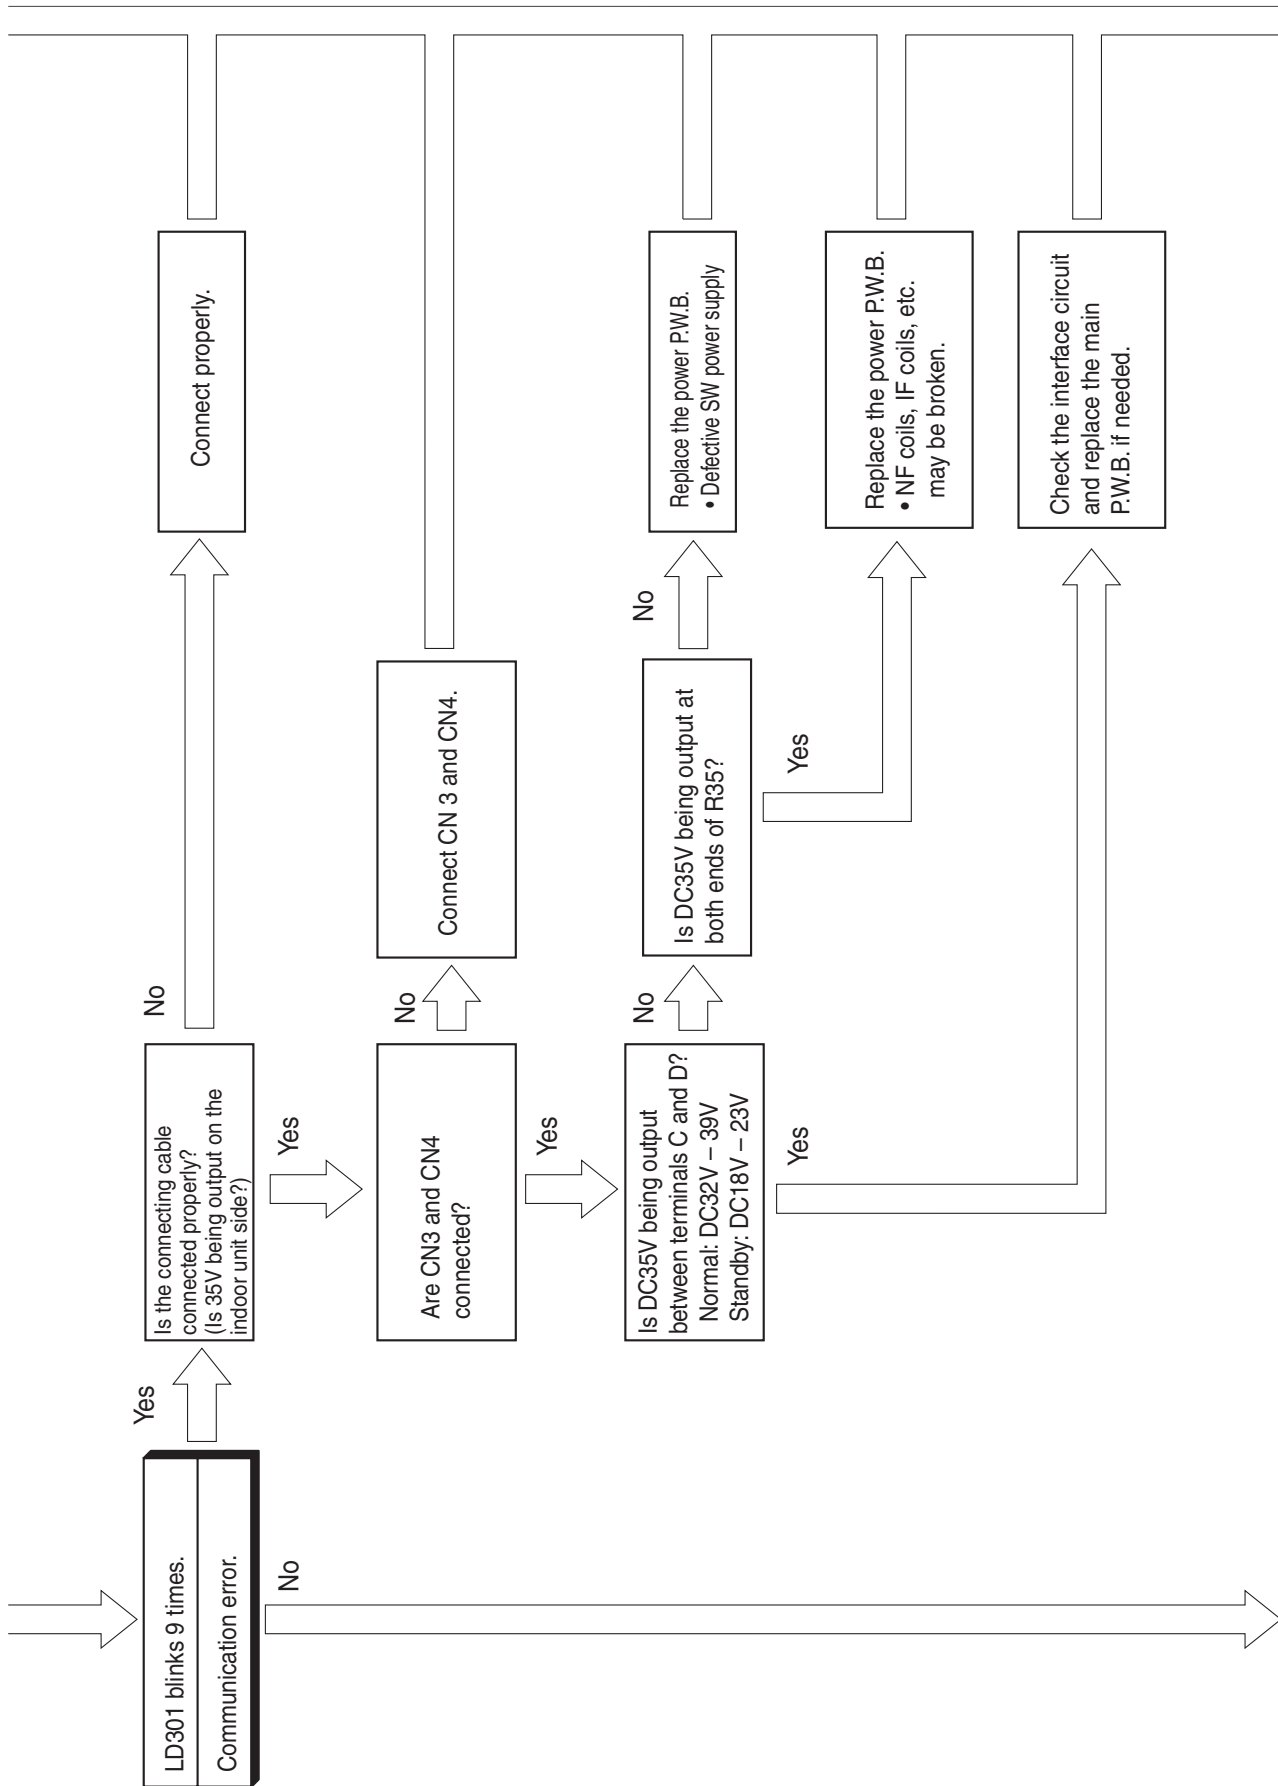 LD301 blinks 9 times.
Communication error.
Yes
No
Is the connecting cable
connected properly?
(Is 35V being output on the
indoor unit side?)
No
Connect properly.
Yes
Are CN3 and CN4
connected?
No
Connect CN 3 and CN4.
Yes
Is DC35V being output
between terminals C and D?
Normal: DC32V – 39V
Standby: DC18V – 23V
No
Is DC35V being output at
both ends of R35?
No
Replace the power P.W.B.
• Defective SW power supply
Yes
Replace the power P.W.B.
• NF coils, IF coils, etc.
may be broken.
Yes
Check the interface circuit
and replace the main
P.W.B. if needed.